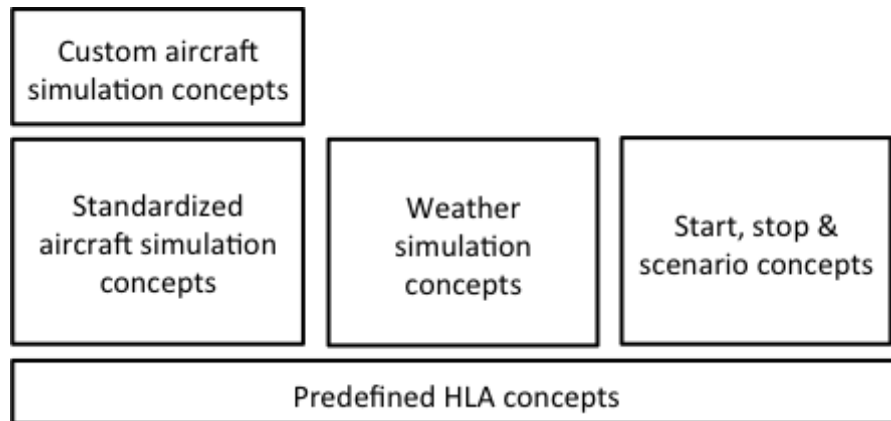 Custom aircraft
simulation concepts
Standardized
aircraft simulation
concepts
Weather
simulation
concepts
Start, stop &
scenario concepts
Predefined HLA concepts